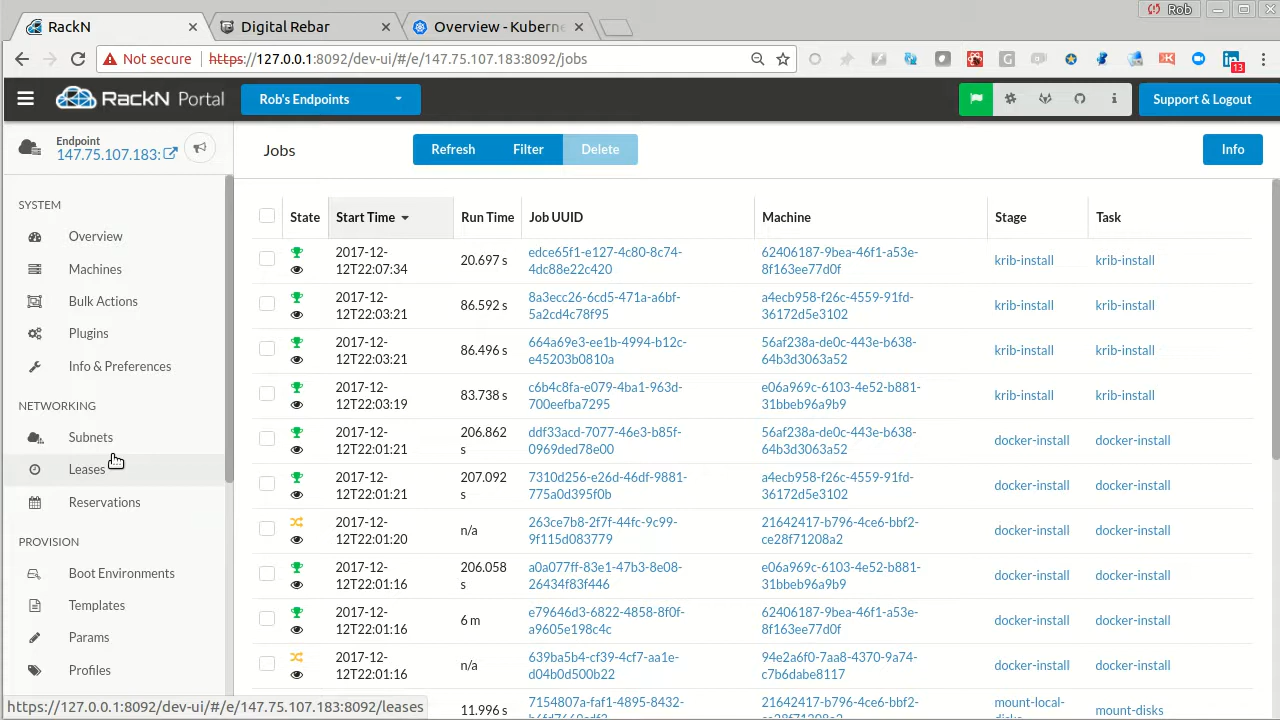 RackN
Digital Rebar
Overview - Kuberne
Rob
Not secure
https://127.0.0.1:8092/dev-ui/#/e/147.75.107.183:8092/jobs
13
RackN Portal
Rob's Endpoints
Support & Logout
Endpoint
147.75.107.183:
Jobs
Refresh
Filter
Delete
Info
SYSTEM
Overview
Machines
Bulk Actions
Plugins
Info & Preferences
NETWORKING
Subnets
Leases
Reservations
PROVISION
Boot Environments
Templates
Params
Profiles
State Start Time Run Time Job UUID Machine Stage Task
2017-12-12T22:07:34 20.697 s edce65f1-e127-4c80-8c74-4dc88e22c420 62406187-9bea-46f1-a53e-8f163ee77d0f krib-install krib-install
2017-12-12T22:03:21 86.592 s 8a3ecc26-6cd5-471a-a6bf-5a2cd4c78f95 a4ecb958-f26c-4559-91fd-36172d5e3102 krib-install krib-install
2017-12-12T22:03:21 86.496 s 664a69e3-ee1b-4994-b12c-e45203b0810a 56af238a-de0c-443e-b638-64b3d3063a52 krib-install krib-install
2017-12-12T22:03:19 83.738 s c6b4c8fa-e079-4ba1-963d-700eefba7295 e06a969c-6103-4e52-b881-31bbeb96a9b9 krib-install krib-install
2017-12-12T22:01:21 206.862 s ddf33acd-7077-46e3-b85f-0969ded78e00 56af238a-de0c-443e-b638-64b3d3063a52 docker-install docker-install
2017-12-12T22:01:21 207.092 s 7310d256-e26d-46df-9881-775a0d395f0b a4ecb958-f26c-4559-91fd-36172d5e3102 docker-install docker-install
2017-12-12T22:01:20 n/a 263ce7b8-2f7f-44fc-9c99-9f115d083779 21642417-b796-4ce6-bbf2-ce28f71208a2 docker-install docker-install
2017-12-12T22:01:16 206.058 s a0a077ff-83e1-47b3-8e08-26434f83f446 e06a969c-6103-4e52-b881-31bbeb96a9b9 docker-install docker-install
2017-12-12T22:01:16 6 m e79646d3-6822-4858-8f0f-a9605e198c4c 62406187-9bea-46f1-a53e-8f163ee77d0f docker-install docker-install
2017-12-12T22:01:16 n/a 639ba5b4-cf39-4cf7-aa1e-d04b0d500b22 94e2a6f0-7aa8-4370-9a74-c7b6dabe8117 docker-install docker-install
11.996 s 7154807a-faf1-4895-8432- 21642417-b796-4ce6-bbf2- mount-local- mount-disks
https://127.0.0.1:8092/dev-ui/#/e/147.75.107.183:8092/leases